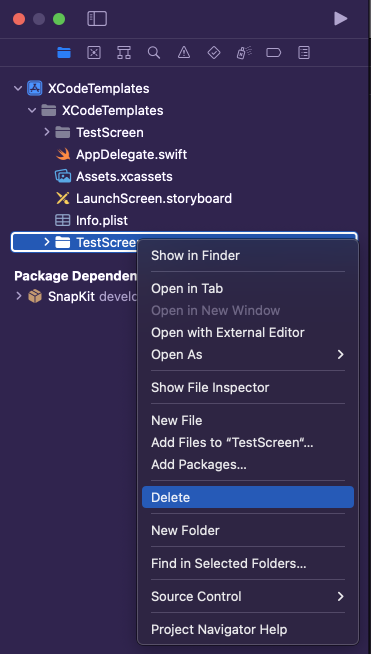 XCodeTemplates
XCodeTemplates
TestScreen
AppDelegate.swift
Assets.xcassets
LaunchScreen.storyboard
Info.plist
TestScree
Package Dependen
SnapKit develo
Show in Finder
Open in Tab
Open in New Window
Open with External Editor
Open As
Show File Inspector
New File
Add Files to “TestScreen”...
Add Packages...
Delete
New Folder
Find in Selected Folders...
Source Control
Project Navigator Help